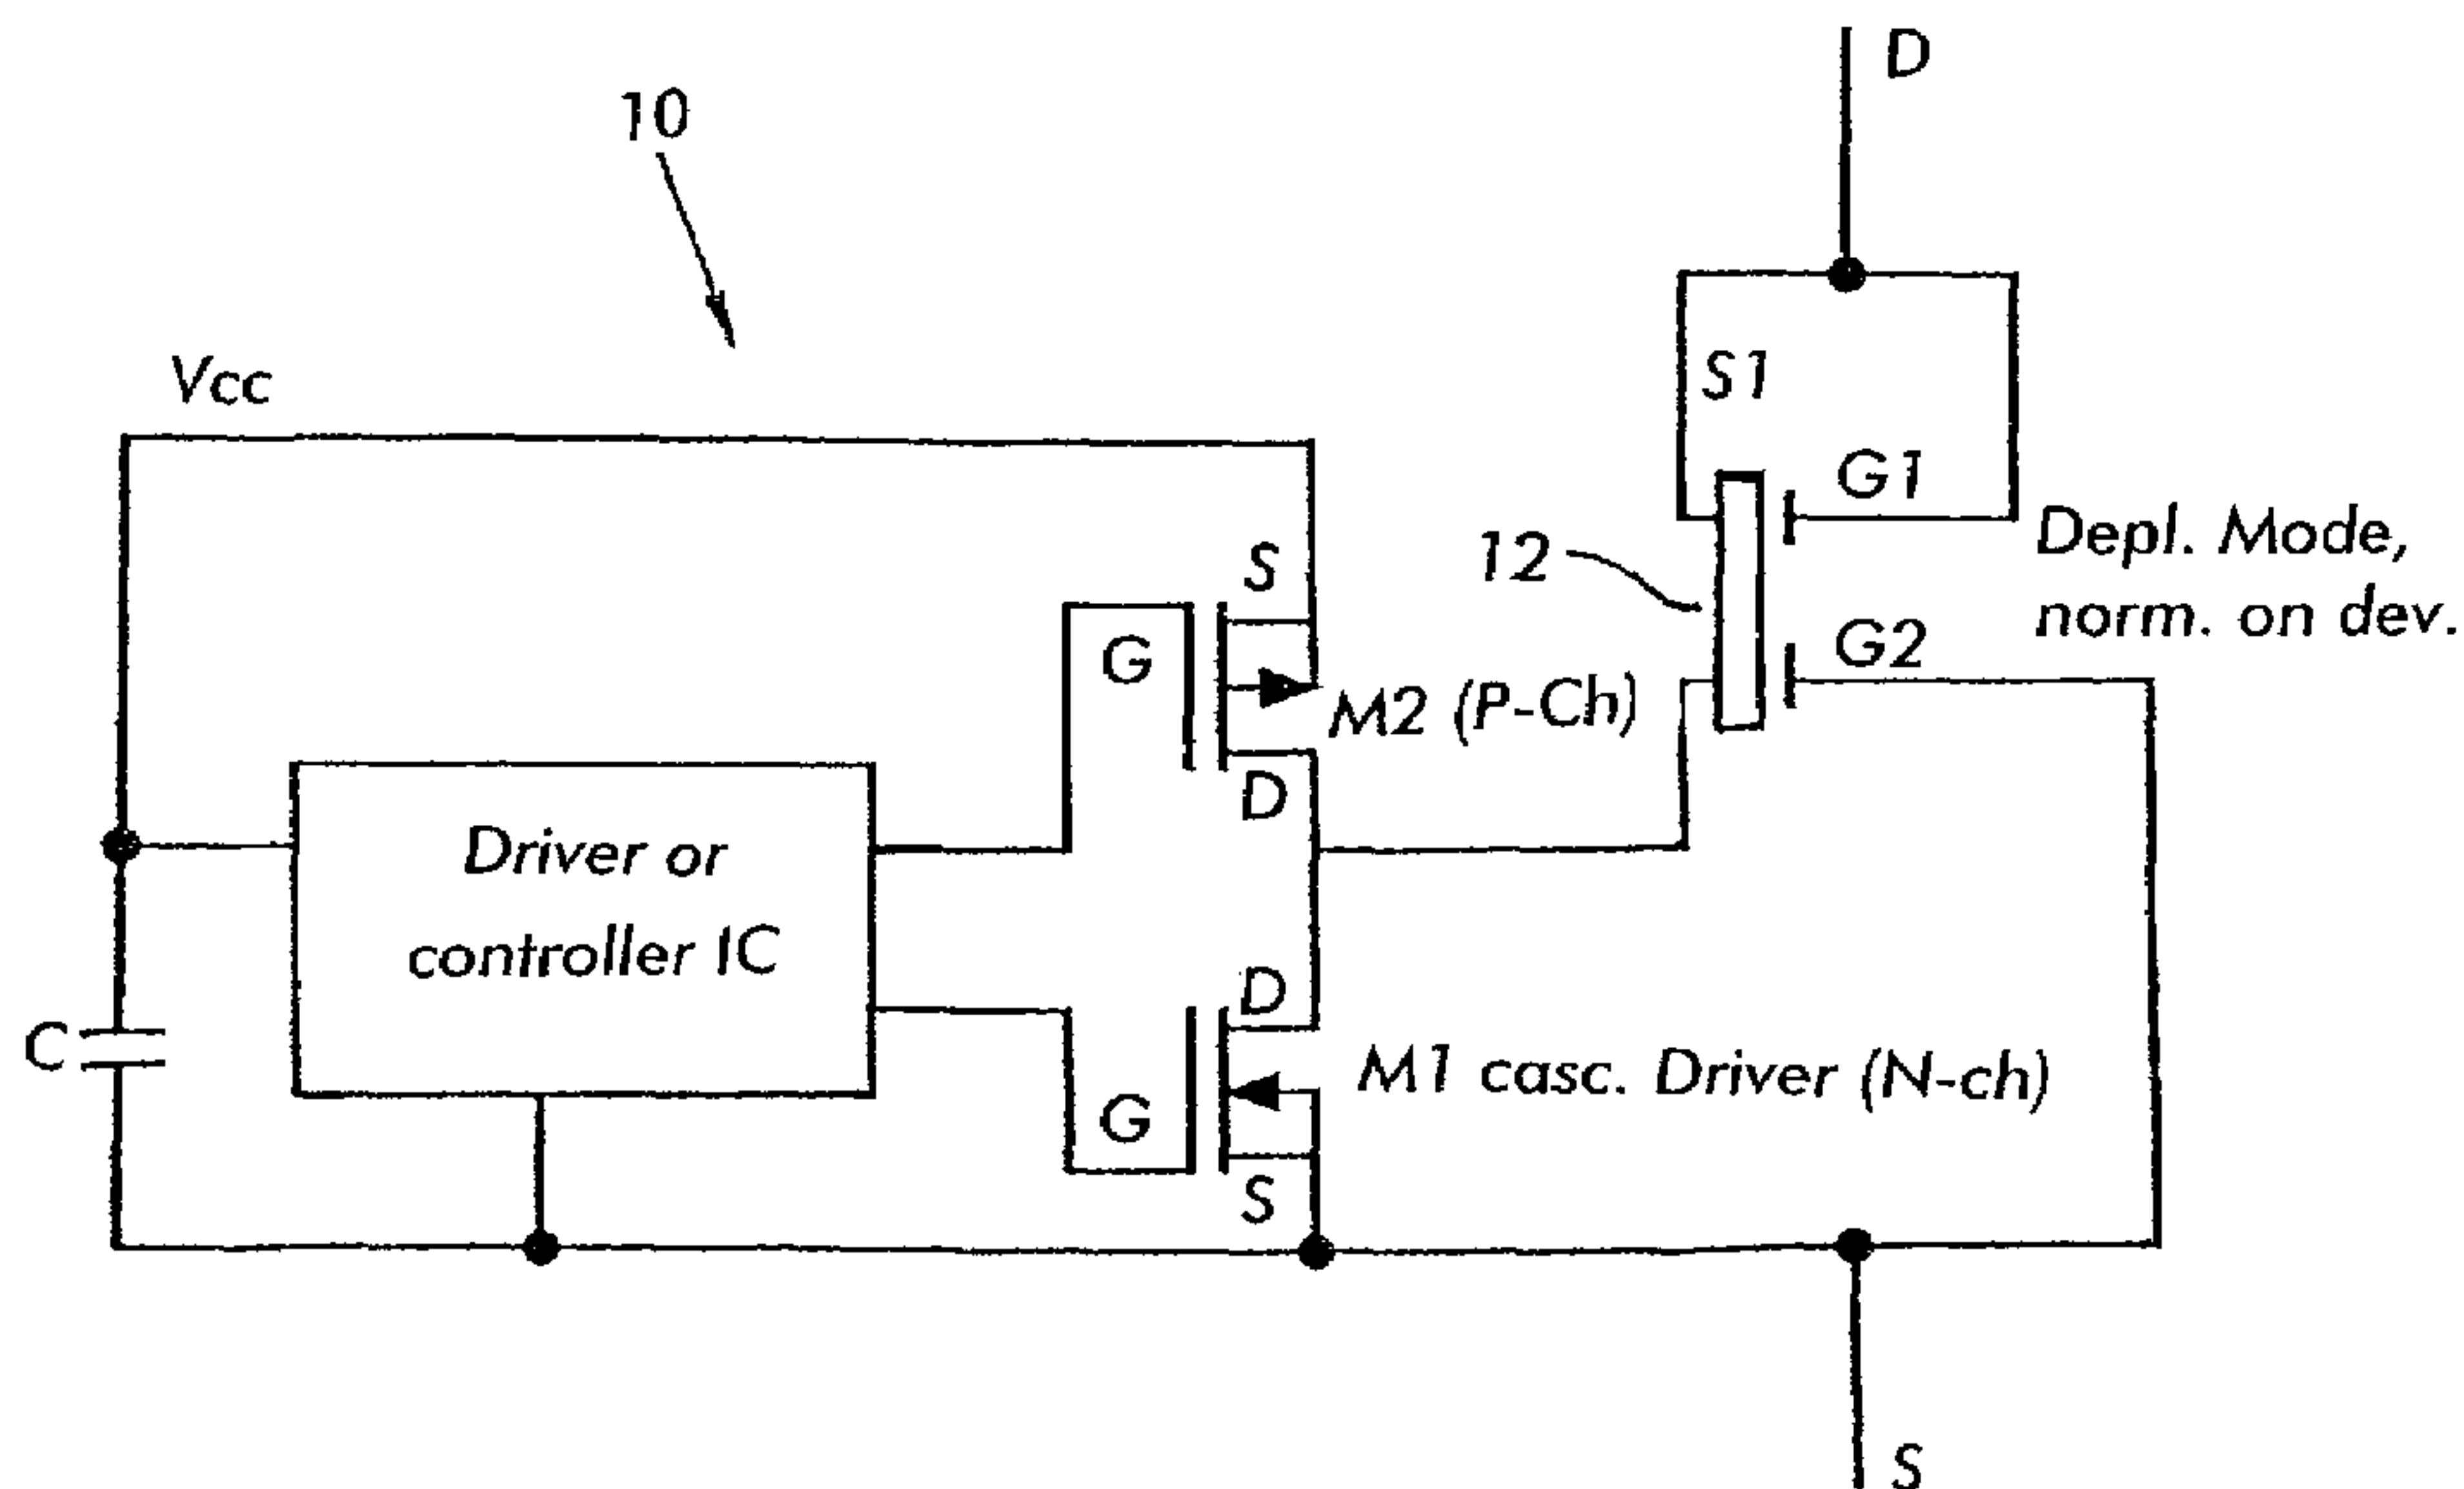 D
10
Vcc
S1
G1
Depl. Mode,
norm. on dev.
12
S
G
G2
M2 (P-Ch)
D
Driver or
controller IC
D
C
M1 casc. Driver (N-ch)
G
S
S